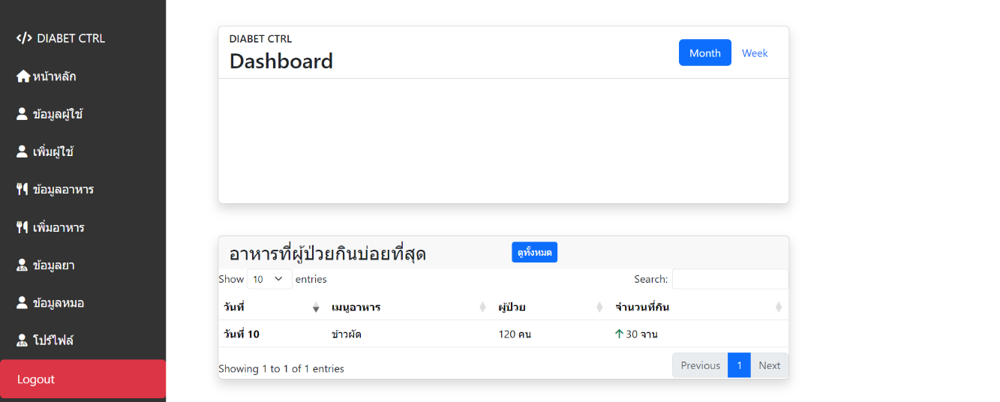 DIABET CTRL
หน้าหลัก
ข้อมูลผู้ใช้
เพิ่มผู้ใช้
ข้อมูลอาหาร
เพิ่มอาหาร
ข้อมูลยา
ข้อมูลหมอ
โปร์ไฟล์
Logout
DIABET CTRL
Dashboard
Month Week
อาหารที่ผู้ป่วยกินบ่อยที่สุด ดูทั้งหมด
Show 10 entries Search:
วันที่ เมนูอาหาร ผู้ป่วย จำนวนที่กิน
วันที่ 10 ข้าวผัด 120 คน 30 จาน
Showing 1 to 1 of 1 entries Previous 1 Next